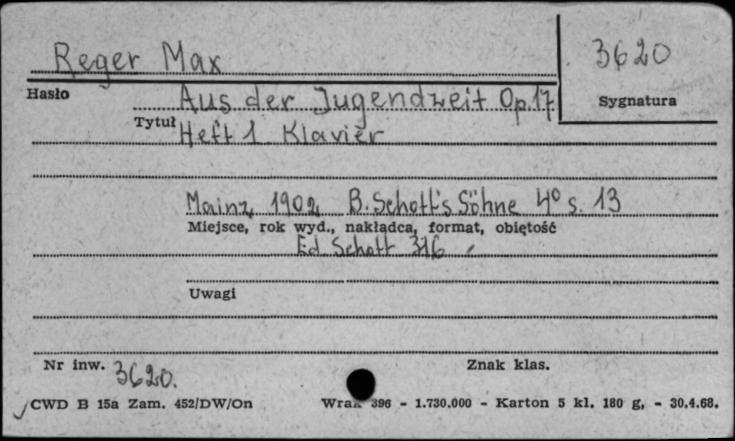 Reger Max
3620
Hasło
Sygnatura
Aus der Jugendzeit Op.17
Tytuł
Heft 1 Klavier
Mainz 1902 B. Schott's Söhne 4° s. 13
Miejsce, rok wyd., nakładca, format, obiętość
Ed Schott 316
Uwagi
Nr inw. 3620.
Znak klas.
CWD B 15a Zam. 452/DW/On
396 - 1.730.000 - Karton 5 kl. 180 g, - 30.4.68.